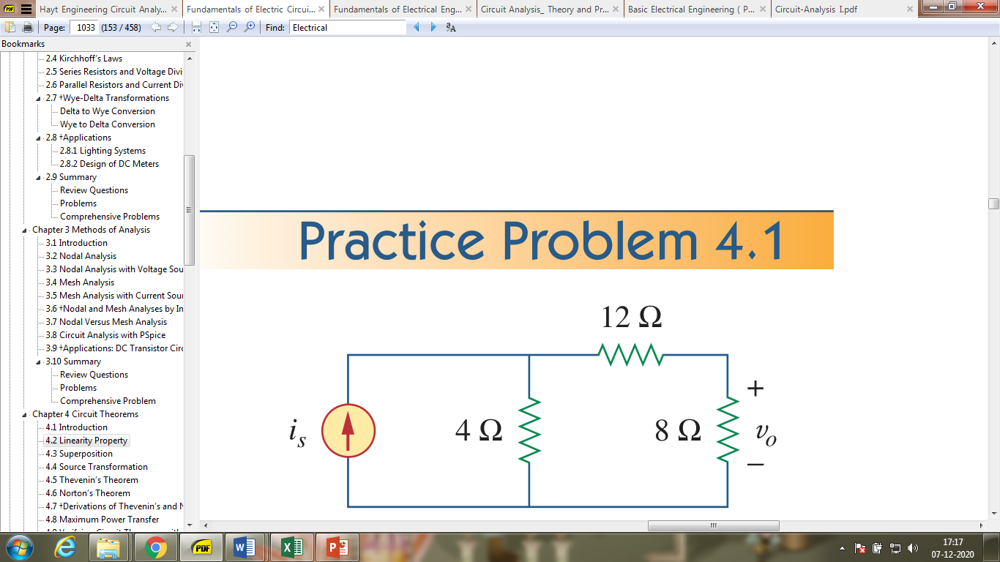 Hayt Engineering Circuit Analy...
Fundamentals of Electric Circui...
Fundamentals of Electrical Eng...
Circuit Analysis_ Theory and Pr...
Basic Electrical Engineering ( P...
Circuit-Analysis I.pdf
Page: 1033 (153 / 458) Find: Electrical
Bookmarks
2.4 Kirchhoff's Laws
2.5 Series Resistors and Voltage Divi
2.6 Parallel Resistors and Current Di
2.7 †Wye-Delta Transformations
Delta to Wye Conversion
Wye to Delta Conversion
2.8 †Applications
2.8.1 Lighting Systems
2.8.2 Design of DC Meters
2.9 Summary
Review Questions
Problems
Comprehensive Problems
Chapter 3 Methods of Analysis
3.1 Introduction
3.2 Nodal Analysis
3.3 Nodal Analysis with Voltage Sou
3.4 Mesh Analysis
3.5 Mesh Analysis with Current Sour
3.6 †Nodal and Mesh Analyses by In
3.7 Nodal Versus Mesh Analysis
3.8 Circuit Analysis with PSpice
3.9 †Applications: DC Transistor Circ
3.10 Summary
Review Questions
Problems
Comprehensive Problem
Chapter 4 Circuit Theorems
4.1 Introduction
4.2 Linearity Property
4.3 Superposition
4.4 Source Transformation
4.5 Thevenin's Theorem
4.6 Norton's Theorem
4.7 †Derivations of Thevenin's and N
4.8 Maximum Power Transfer
Practice Problem 4.1
12 Ω
+
i_s
4 Ω
8 Ω
v_o
−
PDF
17:17
07-12-2020